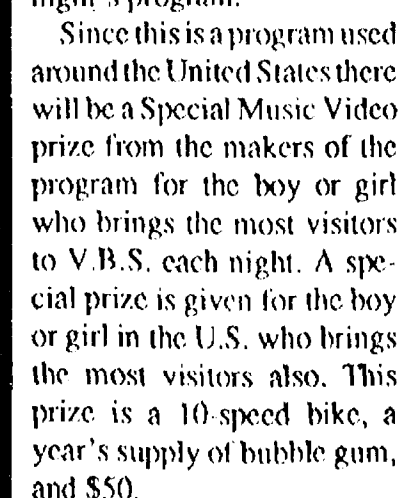 night's program.
Since this is a program used
around the United States there
will be a Special Music Video
prize from the makers of the
program for the boy or girl
who brings the most visitors
to V.B.S. each night. A spe-
cial prize is given for the boy
or girl in the U.S. who brings
the most visitors also. This
prize is a 10-speed bike, a
year's supply of bubble gum,
and $50.